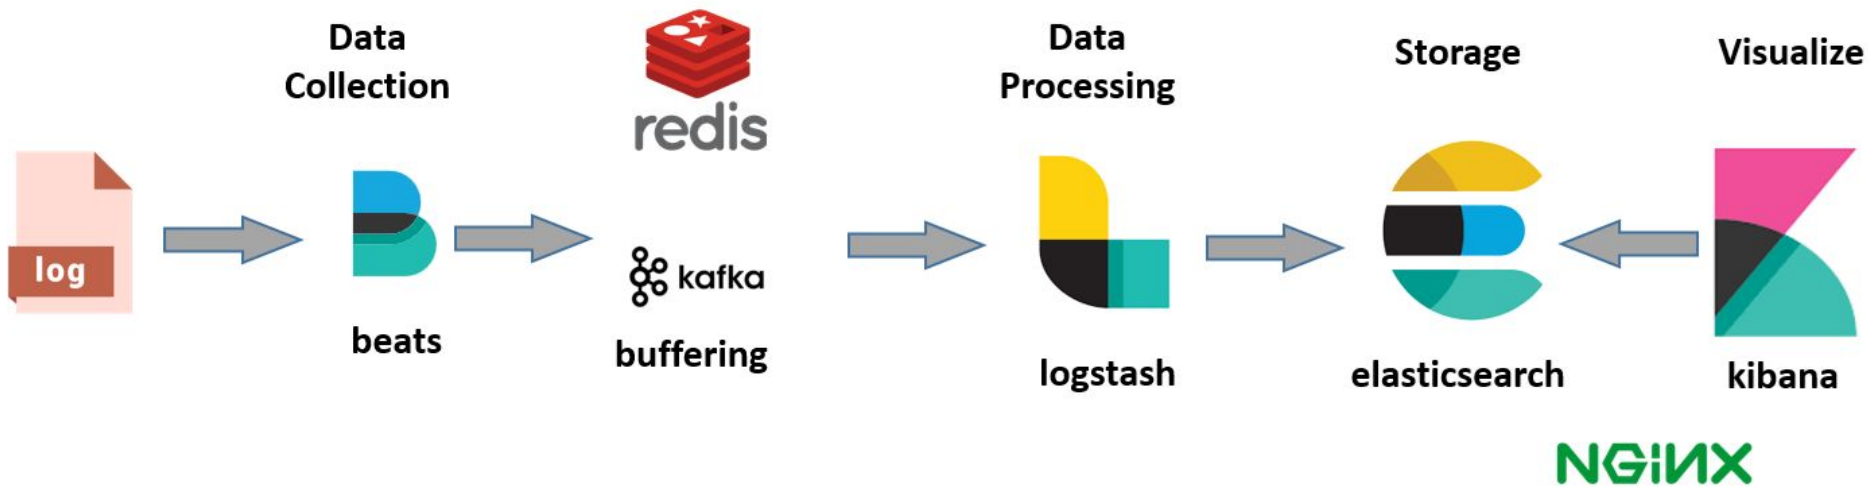 Data
Collection
redis
Data
Processing
Storage
Visualize
log
kafka
beats
buffering
logstash
elasticsearch
kibana
NGINX